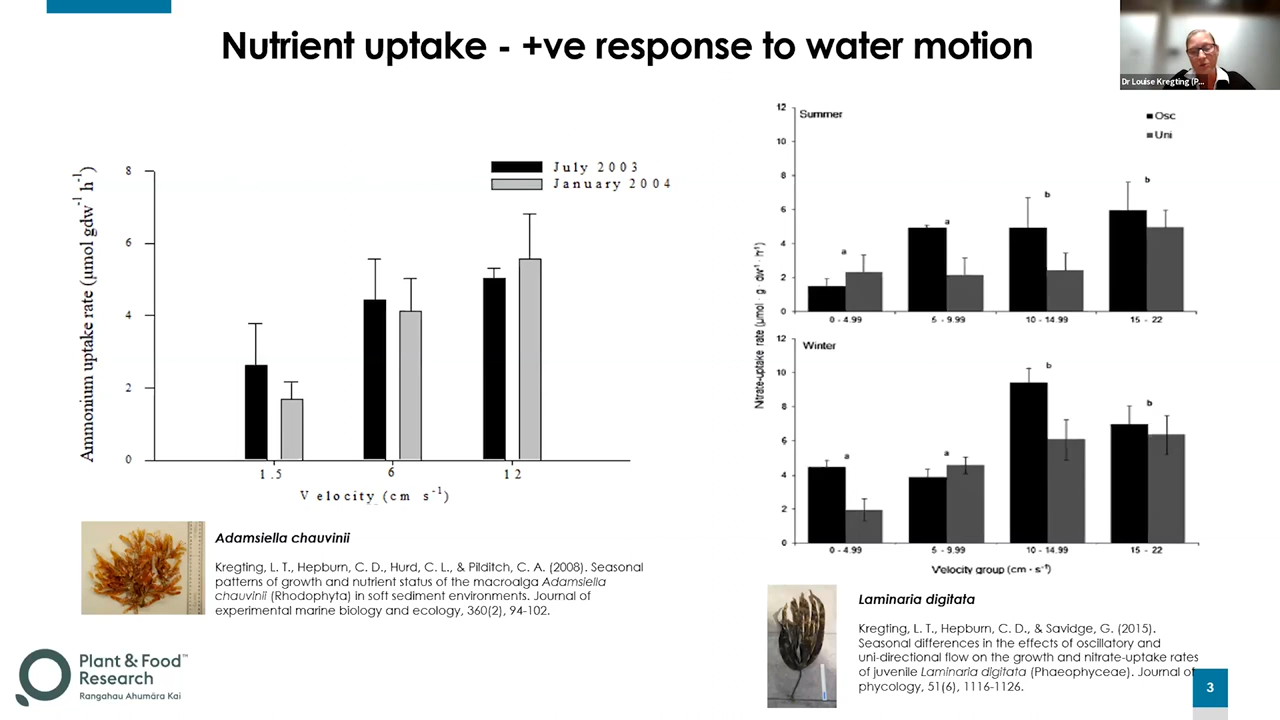 Nutrient uptake - +ve response to water motion
Dr Louise Kregting (P...
Ammonium uptake rate (µmol gdw⁻¹ h⁻¹)
8
6
4
2
0
July 2003
January 2004
1.5
6
12
Velocity (cm s⁻¹)
Adamsiella chauvinii
Kregting, L. T., Hepburn, C. D., Hurd, C. L., & Pilditch, C. A. (2008). Seasonal
patterns of growth and nutrient status of the macroalga Adamsiella
chauvinii (Rhodophyta) in soft sediment environments. Journal of
experimental marine biology and ecology, 360(2), 94-102.
Nitrate-uptake rate (µmol · g · dw⁻¹ · h⁻¹)
Summer
Osc
Uni
12
10
8
6
4
2
0
a
a
b
b
0 - 4.99
5 - 9.99
10 - 14.99
15 - 22
Winter
12
10
8
6
4
2
0
a
a
b
b
0 - 4.99
5 - 9.99
10 - 14.99
15 - 22
Velocity group (cm · s⁻¹)
Laminaria digitata
Kregting, L. T., Hepburn, C. D., & Savidge, G. (2015).
Seasonal differences in the effects of oscillatory and
uni-directional flow on the growth and nitrate-uptake rates
of juvenile Laminaria digitata (Phaeophyceae). Journal of
phycology, 51(6), 1116-1126.
Plant & Food™
Research
Rangahau Ahumāra Kai
3